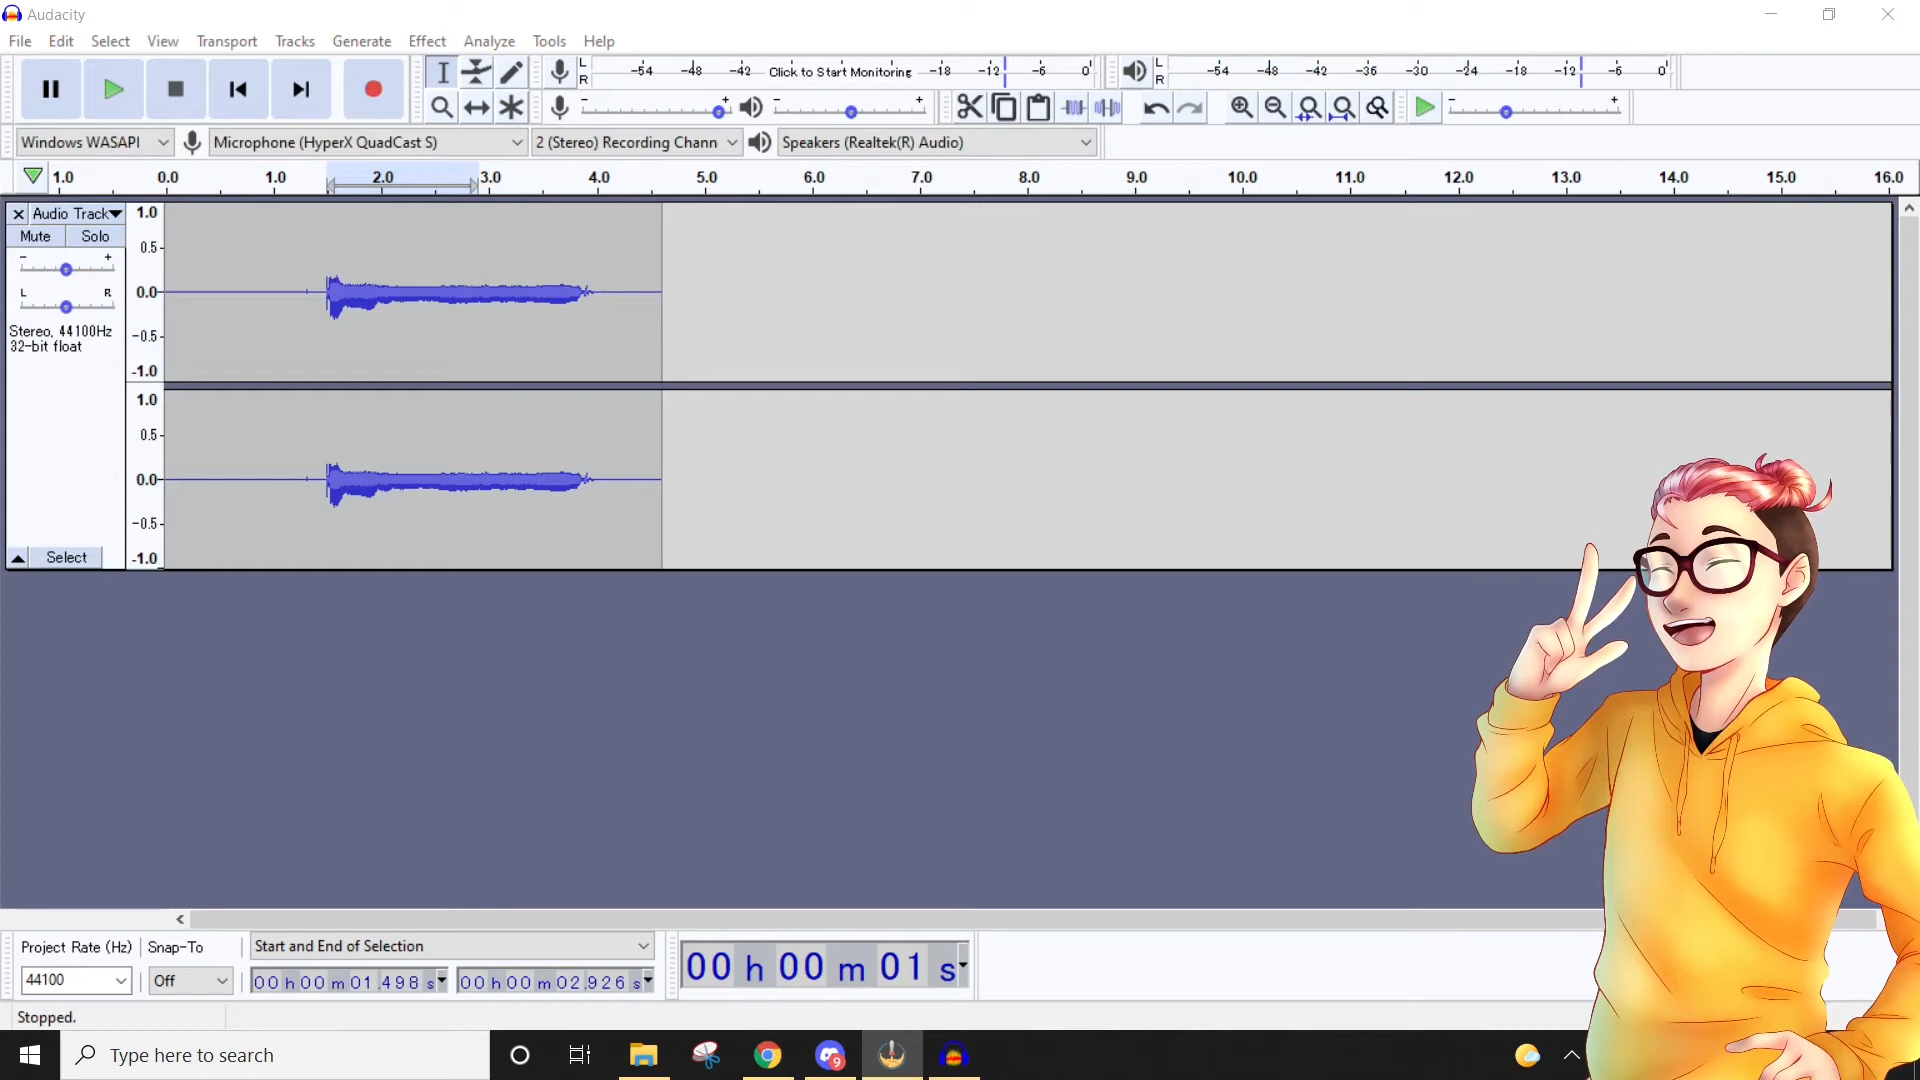 Audacity
File Edit Select View Transport Tracks Generate Effect Analyze Tools Help
L
R
-54 -48 -42 Click to Start Monitoring -18 -12 -6 0
L
R
-54 -48 -42 -36 -30 -24 -18 -12 -6 0
- + - + - +
Windows WASAPI
Microphone (HyperX QuadCast S)
2 (Stereo) Recording Chann
Speakers (Realtek(R) Audio)
1.0 0.0 1.0 2.0 3.0 4.0 5.0 6.0 7.0 8.0 9.0 10.0 11.0 12.0 13.0 14.0 15.0 16.0
Audio Track
Mute Solo
- +
L R
Stereo, 44100Hz
32-bit float
Select
1.0
0.5
0.0
-0.5
-1.0
1.0
0.5
0.0
-0.5
-1.0
Project Rate (Hz)
44100
Snap-To
Off
Start and End of Selection
00 h 00 m 01.498 s
00 h 00 m 02.926 s
00 h 00 m 01 s
Stopped.
Type here to search
9